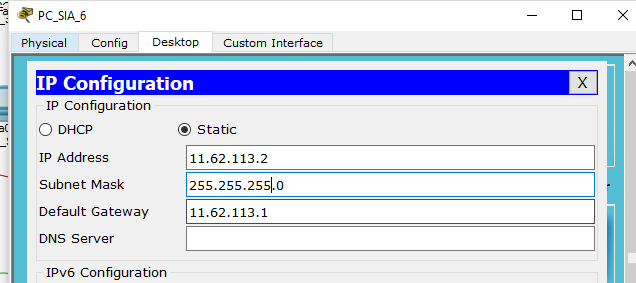 PC_SIA_6
Physical Config Desktop Custom Interface
IP Configuration X
IP Configuration
DHCP Static
IP Address 11.62.113.2
Subnet Mask 255.255.255.0
Default Gateway 11.62.113.1
DNS Server
IPv6 Configuration